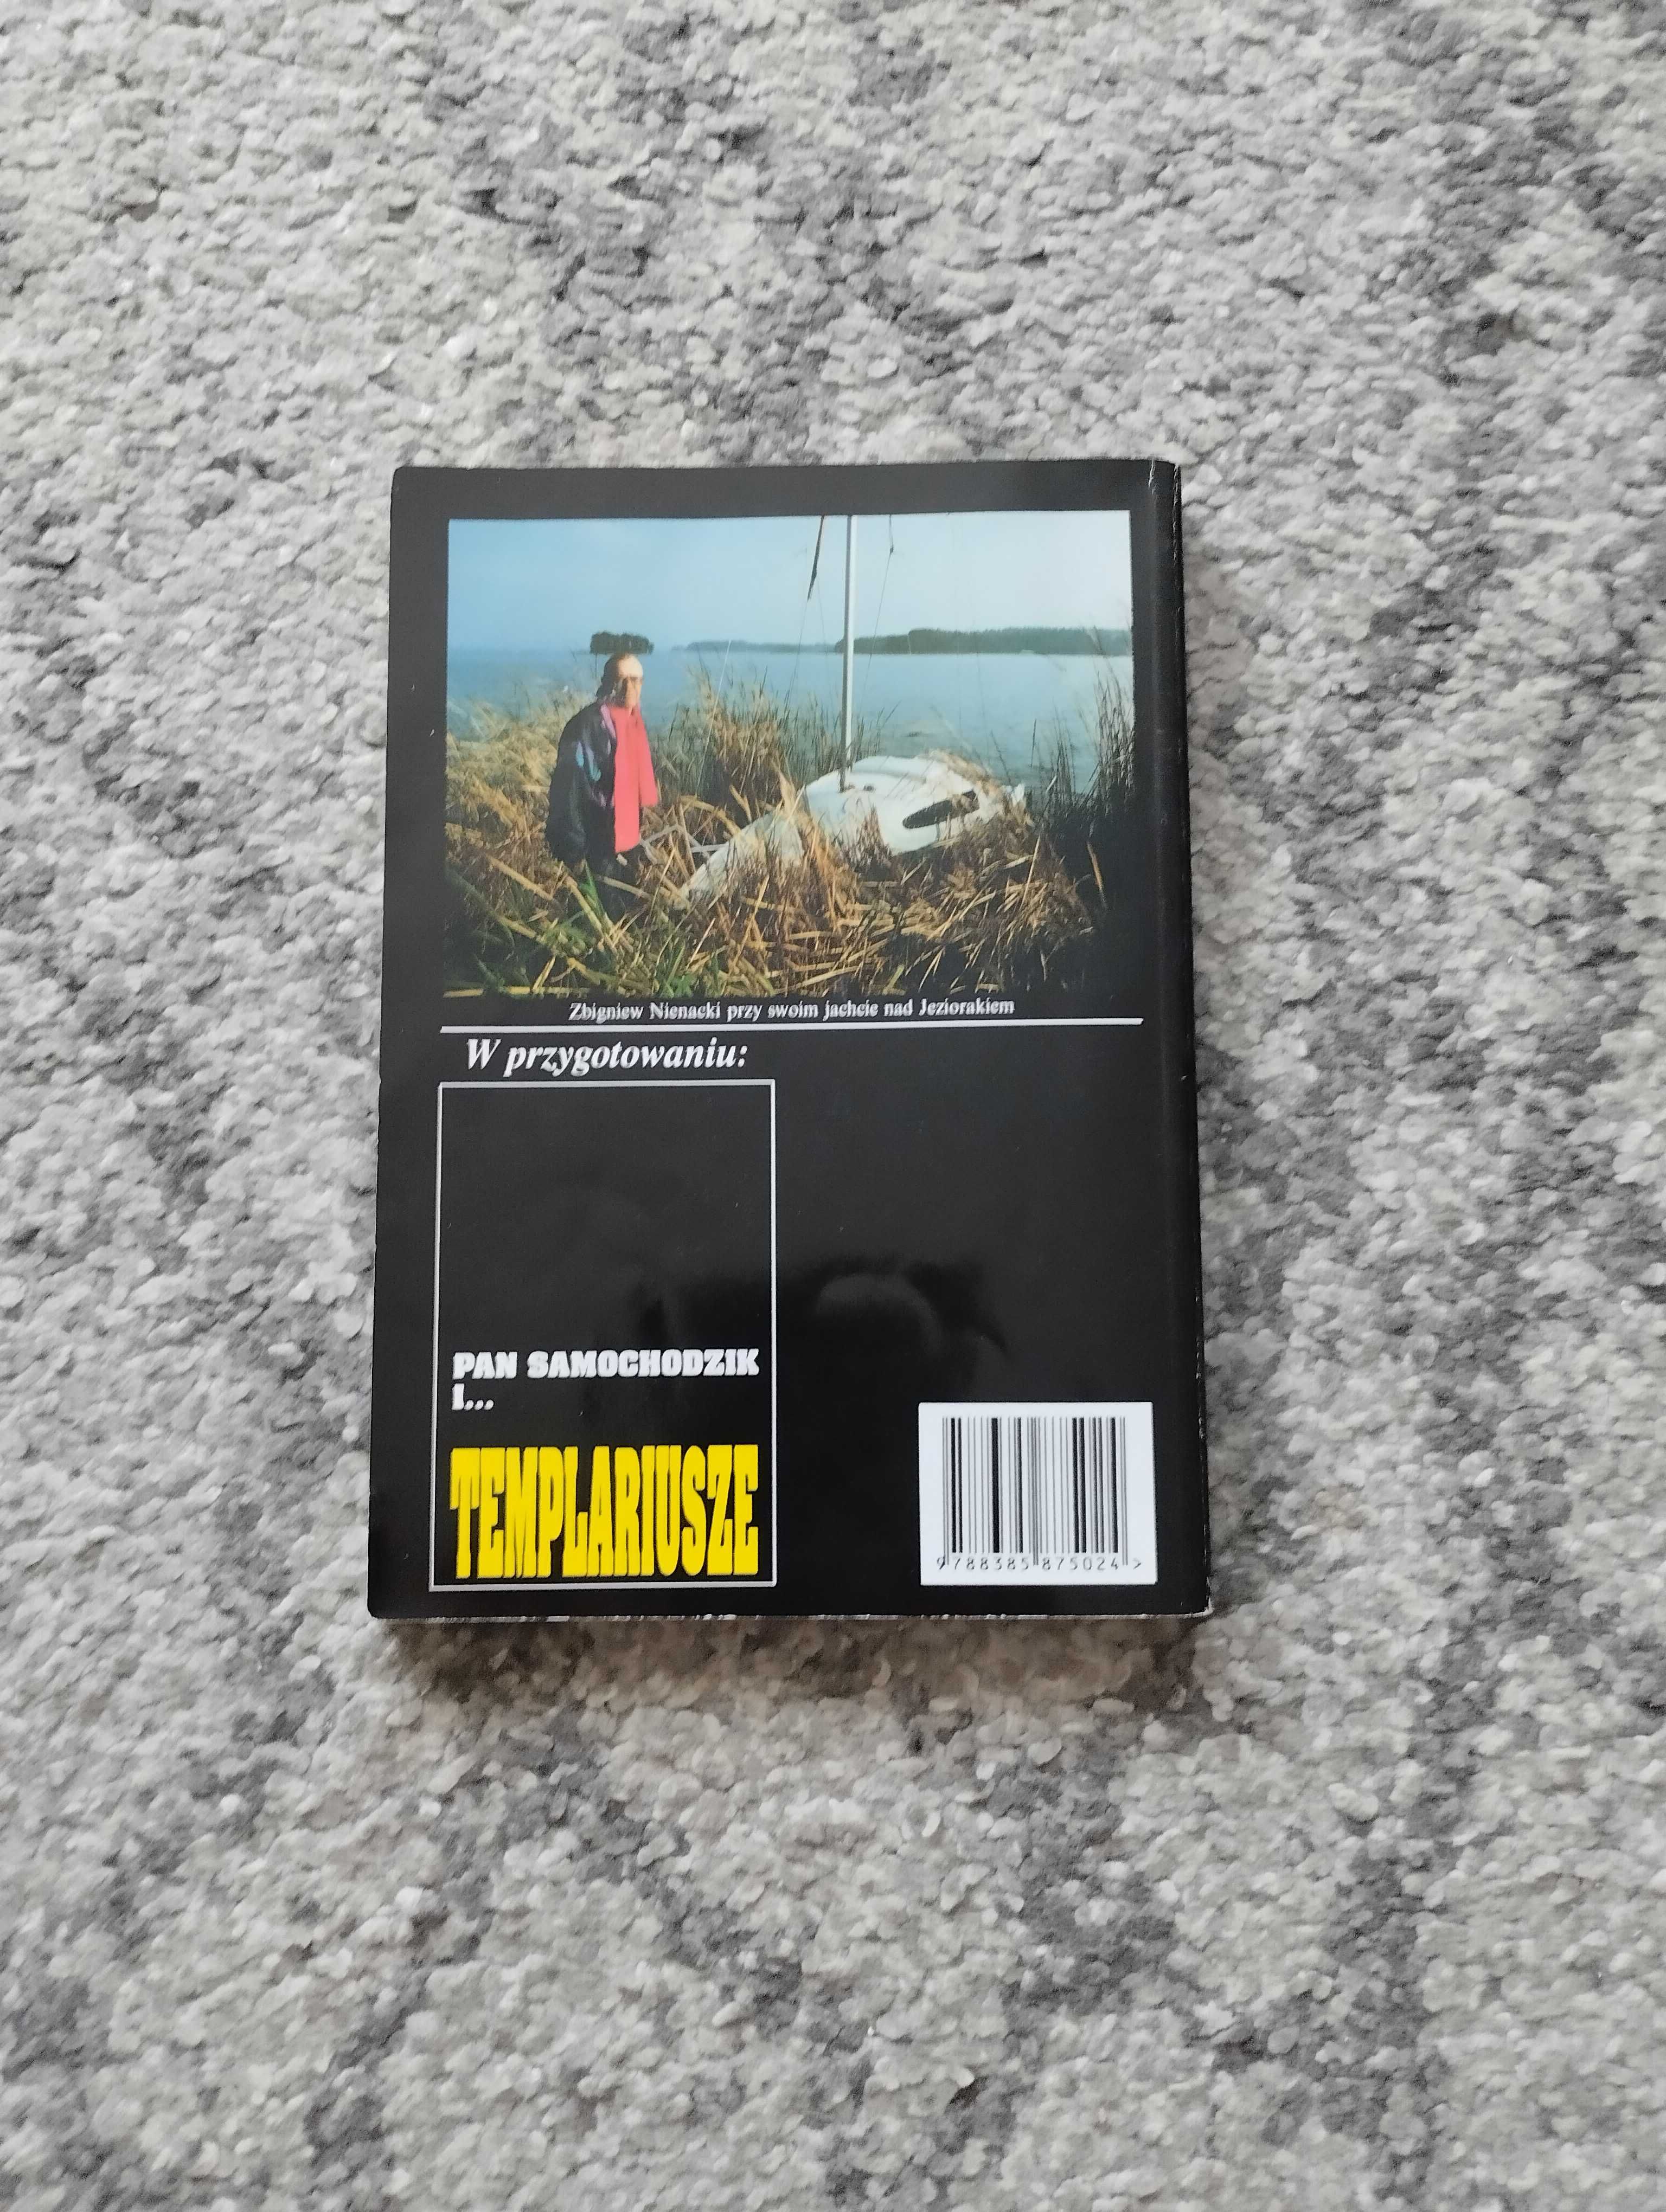 Zbigniew Nienacki przy swoim jachcie nad Jeziorakiem
W przygotowaniu:
PAN SAMOCHODZIK
I...
TEMPLARIUSZE
9788385875024>